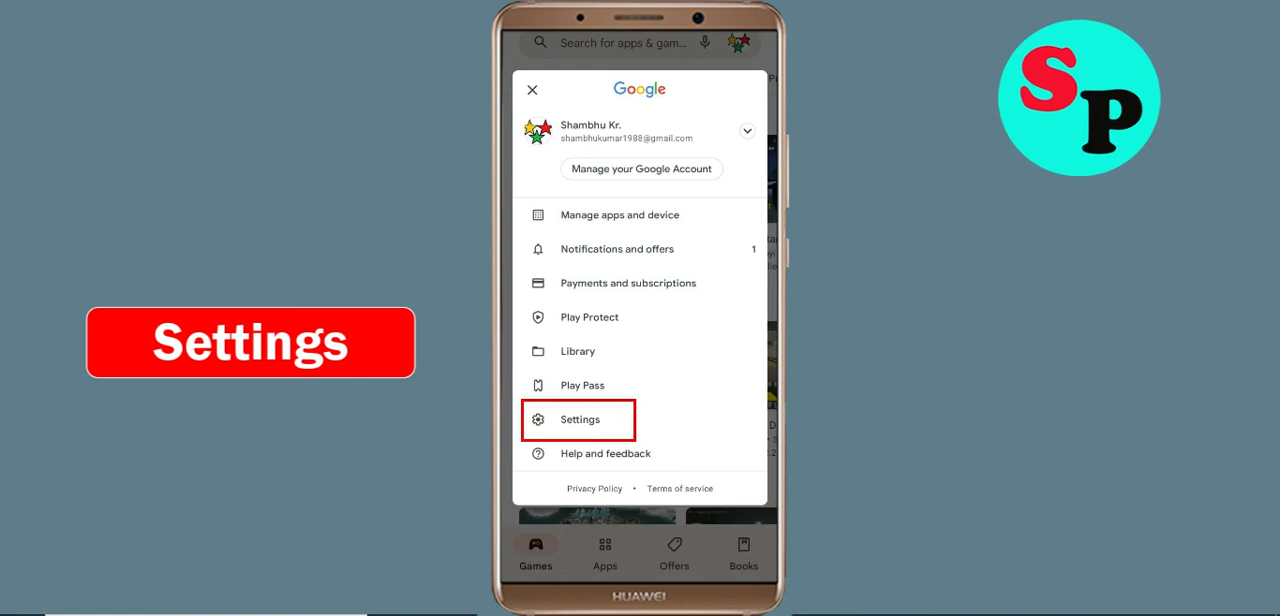 Search for apps & gam...
Google
Shambhu Kr.
shambhukumar1988@gmail.com
Manage your Google Account
Manage apps and device
Notifications and offers 1
Payments and subscriptions
Play Protect
Library
Play Pass
Settings
Help and feedback
Privacy Policy • Terms of service
Games Apps Offers Books
HUAWEI
Settings
SP